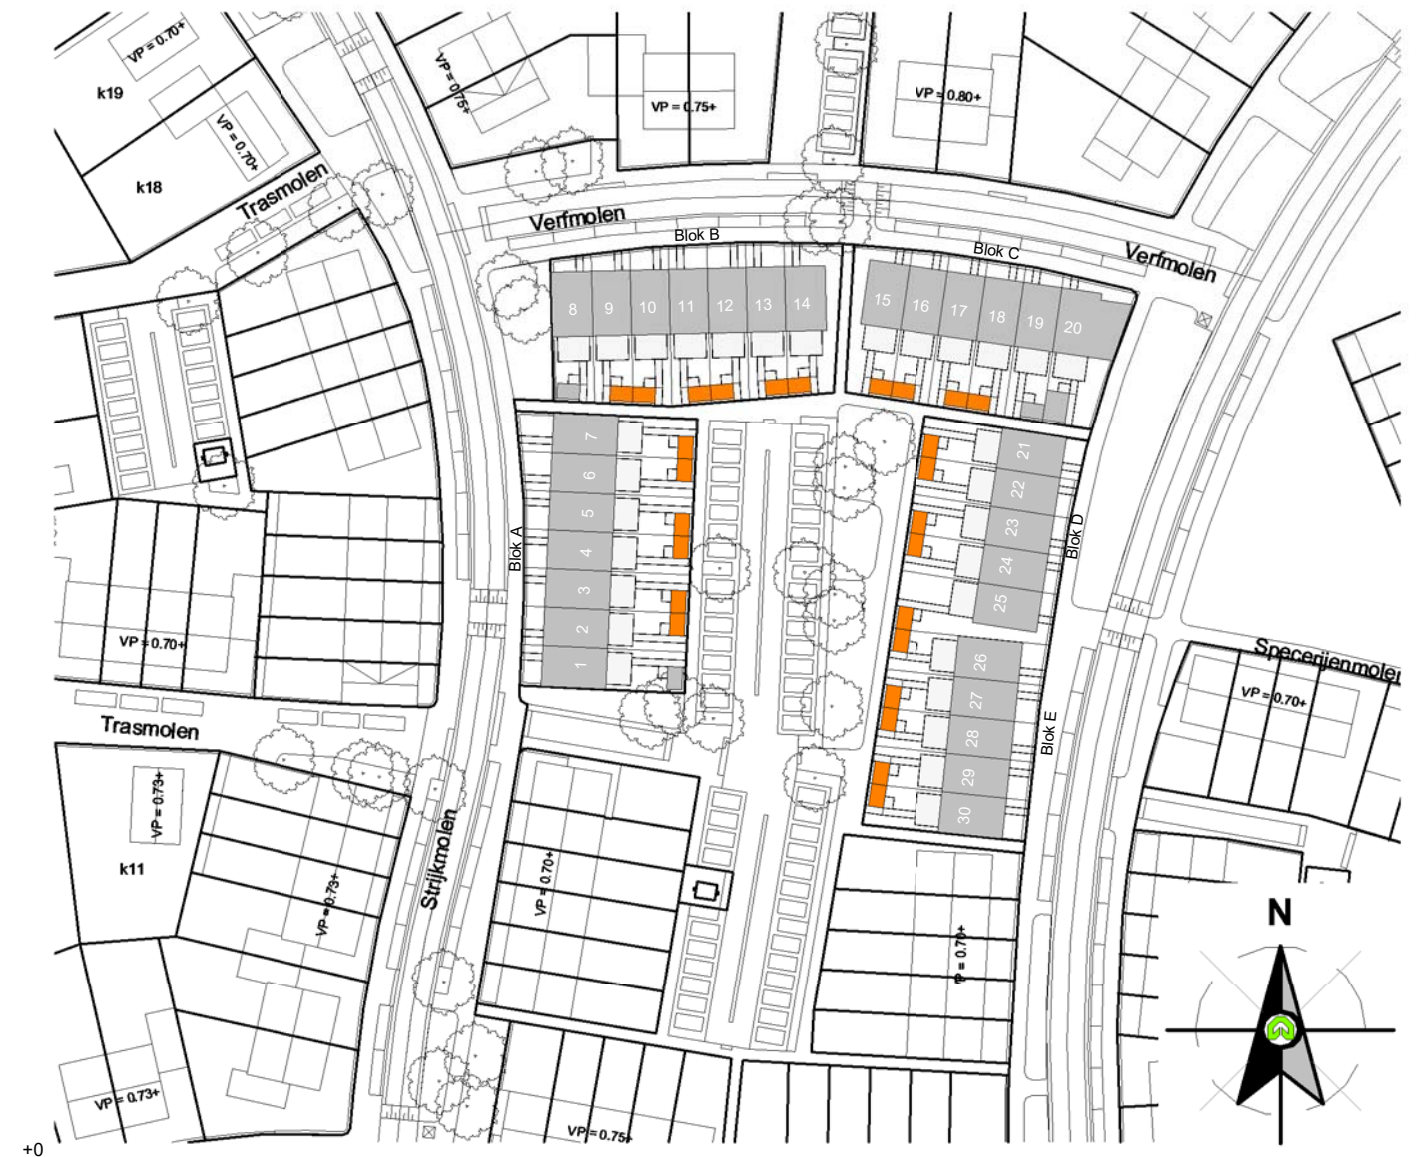 VP = 0.70+
k19
VP = 0.70+
k18
Trasmolen
VP = 0.75+
VP = 0.75+
VP = 0.80+
Verfmolen
Blok B
Blok C
Verfmolen
8 9 10 11 12 13 14
15 16 17 18 19 20
7
6
5
4
3
2
1
Blok A
21
22
23
24
25
Blok D
26
27
28
29
30
Blok E
VP = 0.70+
Trasmolen
Specerijenmolen
VP = 0.70+
VP = 0.73+
k11
Strijkmolen
VP = 0.73+
VP = 0.70+
P = 0.70+
N
VP = 0.73+
VP = 0.75+
+0